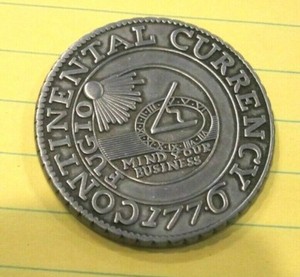 CONTINENTAL CURRENCY 1776
FUGIO
MIND YOUR
BUSINESS